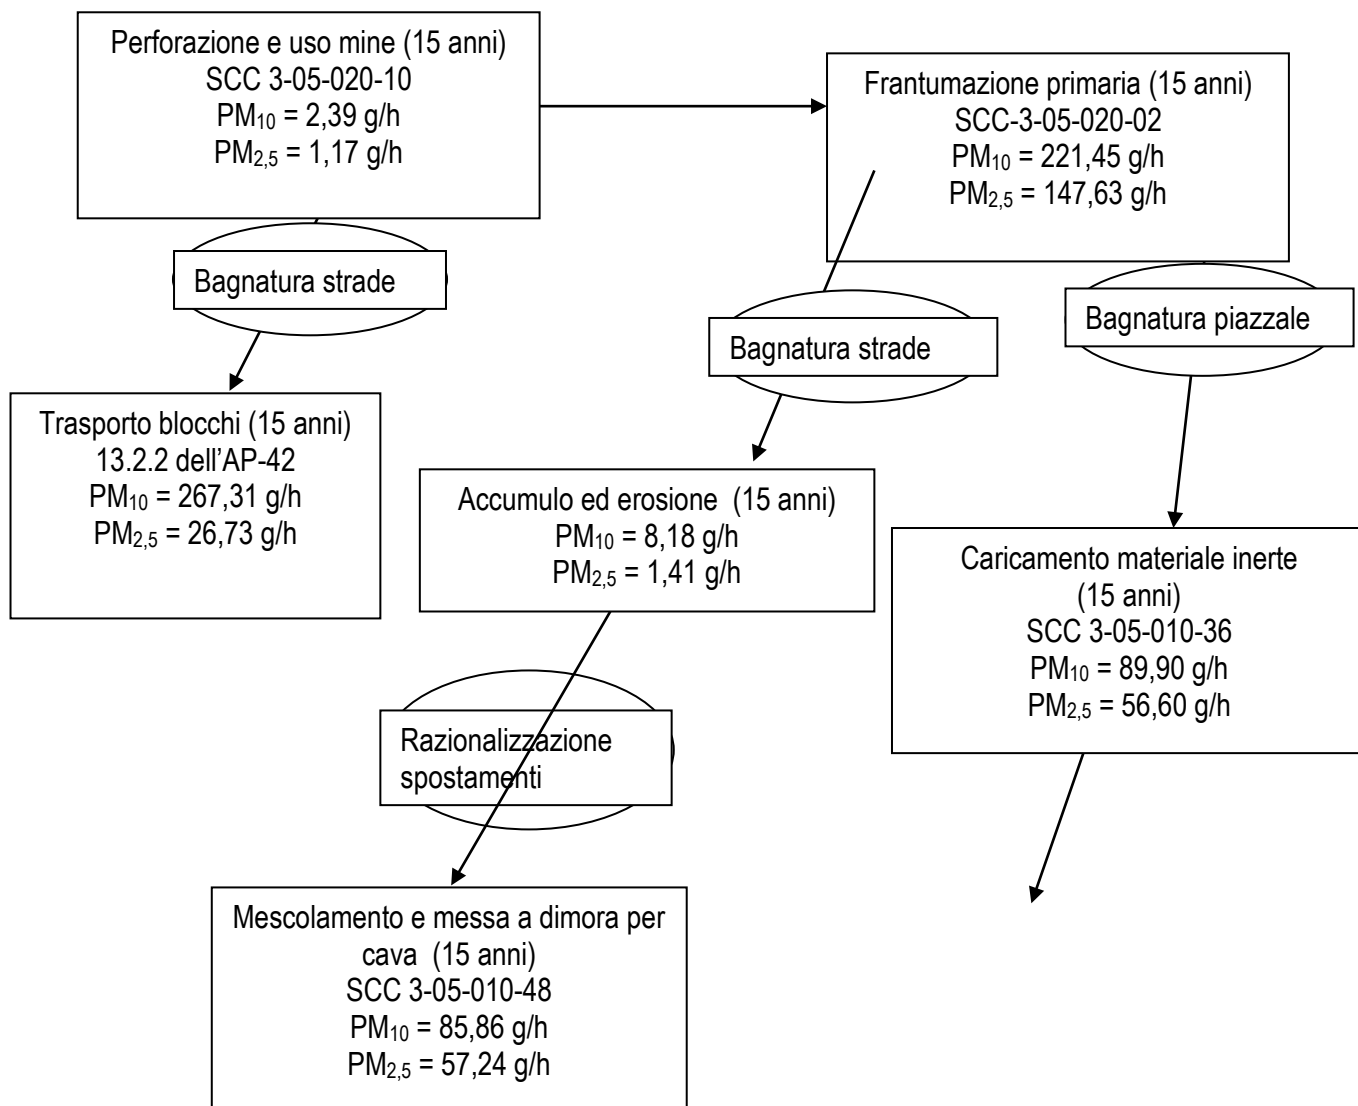 Perforazione e uso mine (15 anni)
SCC 3-05-020-10
PM10 = 2,39 g/h
PM2,5 = 1,17 g/h
Frantumazione primaria (15 anni)
SCC-3-05-020-02
PM10 = 221,45 g/h
PM2,5 = 147,63 g/h
Bagnatura strade
Bagnatura strade
Bagnatura piazzale
Trasporto blocchi (15 anni)
13.2.2 dell'AP-42
PM10 = 267,31 g/h
PM2,5 = 26,73 g/h
Accumulo ed erosione (15 anni)
PM10 = 8,18 g/h
PM2,5 = 1,41 g/h
Caricamento materiale inerte
(15 anni)
SCC 3-05-010-36
PM10 = 89,90 g/h
PM2,5 = 56,60 g/h
Razionalizzazione
spostamenti
Mescolamento e messa a dimora per
cava (15 anni)
SCC 3-05-010-48
PM10 = 85,86 g/h
PM2,5 = 57,24 g/h